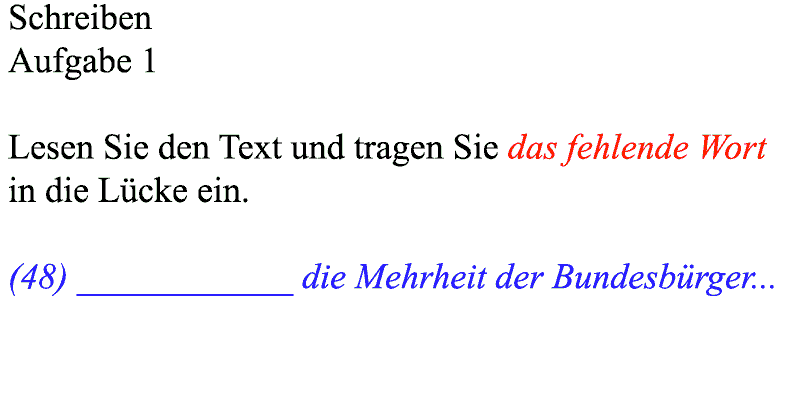 Schreiben
Aufgabe 1
Lesen Sie den Text und tragen Sie das fehlende Wort
in die Lücke ein.
(48) ____________ die Mehrheit der Bundesbürger...